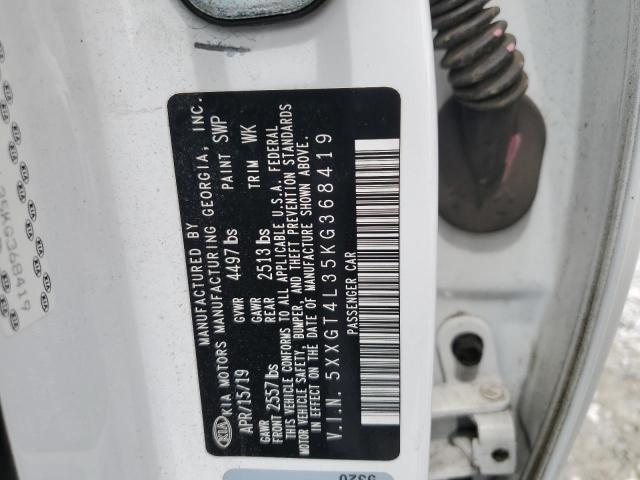 KIA
MANUFACTURED BY
KIA MOTORS MANUFACTURING GEORGIA, INC.
APR/15/19 GVWR 4497 lbs PAINT SWP
GAWR FRONT 2557 lbs GAWR REAR 2513 lbs TRIM WK
THIS VEHICLE CONFORMS TO ALL APPLICABLE U.S.A. FEDERAL
MOTOR VEHICLE SAFETY, BUMPER, AND THEFT PREVENTION STANDARDS
IN EFFECT ON THE DATE OF MANUFACTURE SHOWN ABOVE.
V.I.N. 5XXGT4L35KG368419
PASSENGER CAR
5520